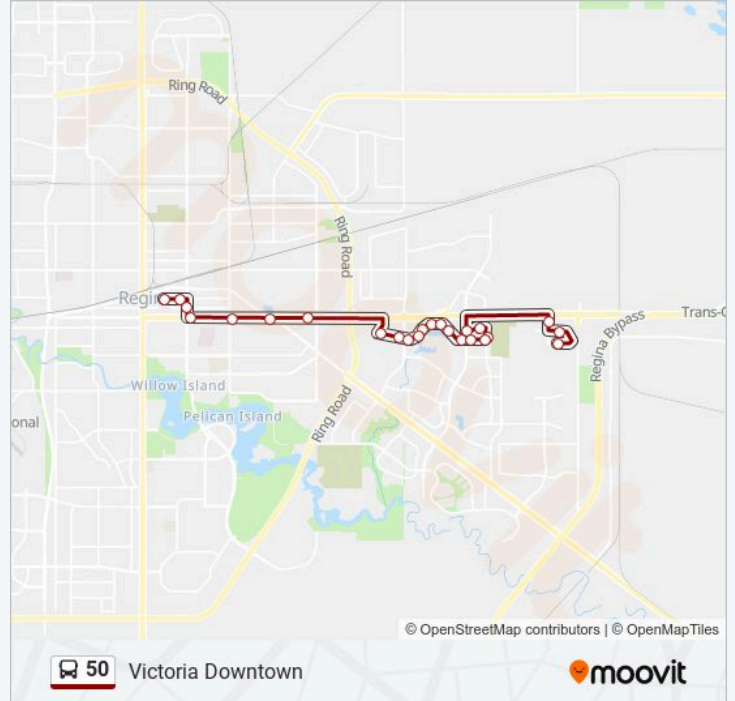 Ring Road
Ring Road
Regin
Trans-C
Regina Bypass
Willow Island
Pelican Island
Ring Road
onal
© OpenStreetMap contributors | © OpenMapTiles
50 Victoria Downtown
moovit